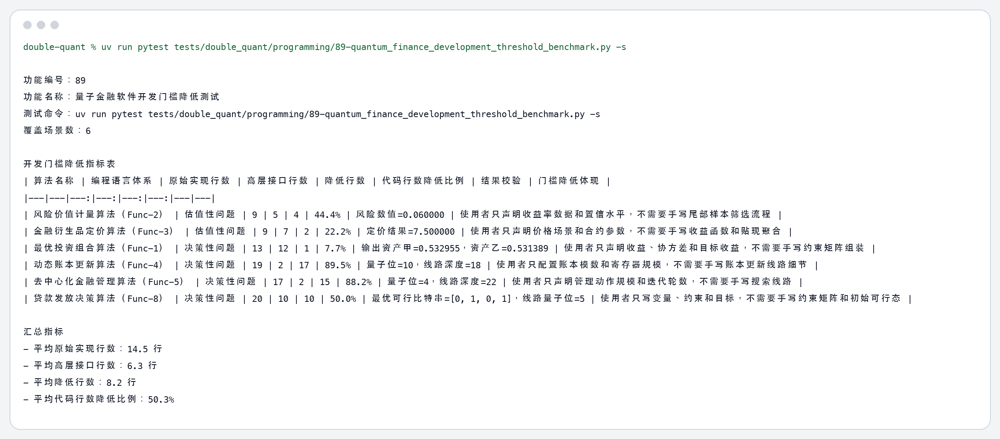 double-quant % uv run pytest tests/double_quant/programming/89-quantum_finance_development_threshold_benchmark.py -s
功能编号：89
功能名称：量子金融软件开发门槛降低测试
测试命令：uv run pytest tests/double_quant/programming/89-quantum_finance_development_threshold_benchmark.py -s
覆盖场景数：6
开发门槛降低指标表
| 算法名称 | 编程语言体系 | 原始实现行数 | 高层接口行数 | 降低行数 | 代码行数降低比例 | 结果校验 | 门槛降低体现 |
|---|---|---:|---:|---:|---:|---|---|
| 风险价值计量算法（Func-2） | 估值性问题 | 9 | 5 | 4 | 44.4% | 风险数值=0.060000 | 使用者只声明收益率数据和置信水平，不需要手写尾部样本筛选流程 |
| 金融衍生品定价算法（Func-3） | 估值性问题 | 9 | 7 | 2 | 22.2% | 定价结果=7.500000 | 使用者只声明价格场景和合约参数，不需要手写收益函数和贴现聚合 |
| 最优投资组合算法（Func-1） | 决策性问题 | 13 | 12 | 1 | 7.7% | 输出资产甲=0.532955，资产乙=0.531389 | 使用者只声明收益、协方差和目标收益，不需要手写约束矩阵组装 |
| 动态账本更新算法（Func-4） | 决策性问题 | 19 | 2 | 17 | 89.5% | 量子位=10，线路深度=18 | 使用者只配置账本模数和寄存器规模，不需要手写账本更新线路细节 |
| 去中心化金融管理算法（Func-5） | 决策性问题 | 17 | 2 | 15 | 88.2% | 量子位=4，线路深度=22 | 使用者只声明管理动作规模和迭代轮数，不需要手写搜索线路 |
| 贷款发放决策算法（Func-8） | 决策性问题 | 20 | 10 | 10 | 50.0% | 最优可行比特串=[0, 1, 0, 1]，线路量子位=5 | 使用者只写变量、约束和目标，不需要手写约束矩阵和初始可行态 |
汇总指标
- 平均原始实现行数：14.5 行
- 平均高层接口行数：6.3 行
- 平均降低行数：8.2 行
- 平均代码行数降低比例：50.3%